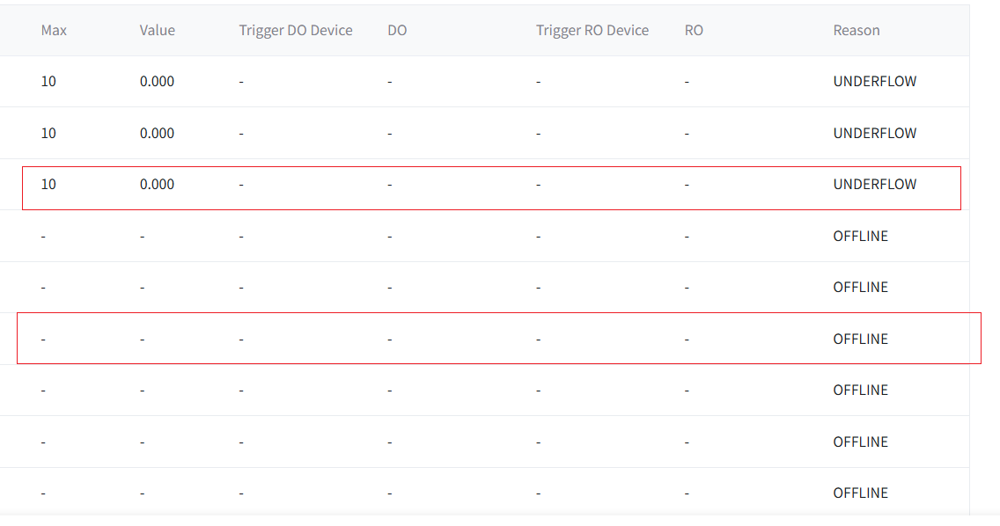 Max Value Trigger DO Device DO Trigger RO Device RO Reason
10 0.000 - - - - UNDERFLOW
10 0.000 - - - - UNDERFLOW
10 0.000 - - - - UNDERFLOW
- - - - - - OFFLINE
- - - - - - OFFLINE
- - - - - - OFFLINE
- - - - - - OFFLINE
- - - - - - OFFLINE
- - - - - - OFFLINE